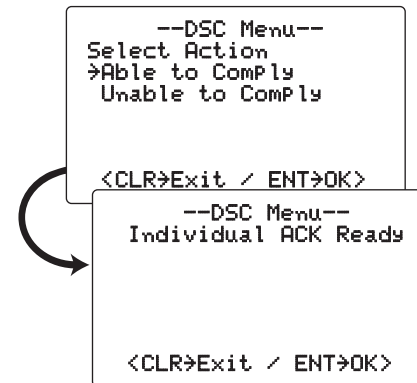 --DSC Menu--
Select Action
→Able to ComPly
Unable to ComPly
<CLR→Exit / ENT→OK>
--DSC Menu--
Individual ACK Ready
<CLR→Exit / ENT→OK>